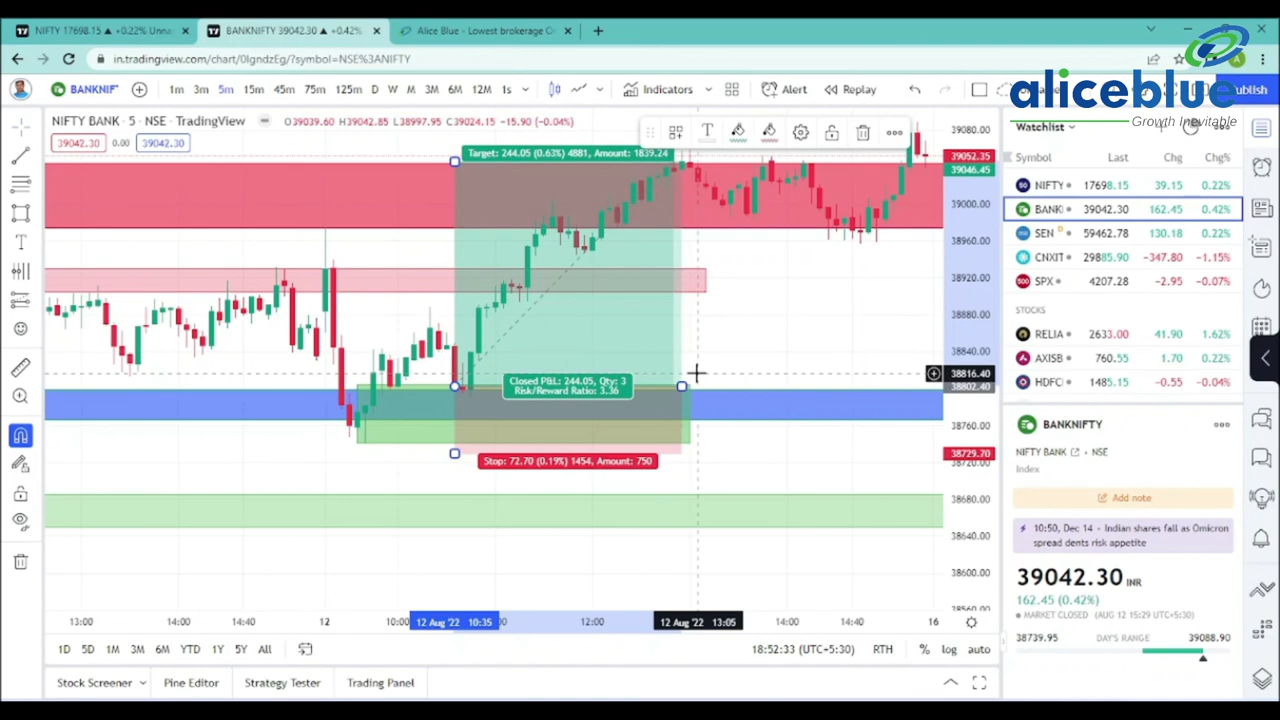 NIFTY 17698.15 ▲ +0.22% Unna
BANKNIFTY 39042.30 ▲ +0.42%
Alice Blue - Lowest brokerage
in.tradingview.com/chart/0IgndzEg/?symbol=NSE%3ANIFTY
aliceblue
Growth Inevitable
BANKNIF
1m 3m 5m 15m 45m 75m 125m D W M 3M 6M 12M 1s
Indicators
Alert
Replay
Publish
NIFTY BANK · 5 · NSE · TradingView
O39039.60 H39042.85 L38997.95 C39024.15 -15.90 (-0.04%)
39042.30 0.00 39042.30
Target: 244.05 (0.63%) 4881, Amount: 1839.24
Closed P&L: 244.05, Qty: 3
Risk/Reward Ratio: 3.36
Stop: 72.70 (0.19%) 1454, Amount: 750
39080.00
39052.35
39046.45
39000.00
38960.00
38920.00
38880.00
38840.00
38816.40
38802.40
38760.00
38729.70
38720.00
38680.00
38640.00
38600.00
38560.00
13:00 14:00 14:40 12 10:00 12 Aug '22 10:35 12:00 12 Aug '22 13:05 14:00 14:40 16
1D 5D 1M 3M 6M YTD 1Y 5Y All
18:52:33 (UTC+5:30) RTH % log auto
Stock Screener Pine Editor Strategy Tester Trading Panel
Watchlist
Symbol Last Chg Chg%
NIFTY 17698.15 39.15 0.22%
BANK 39042.30 162.45 0.42%
SEN 59462.78 130.18 0.22%
CNXIT 29885.90 -347.80 -1.15%
SPX 4207.28 -2.95 -0.07%
STOCKS
RELIA 2633.00 41.90 1.62%
AXISB 760.55 1.70 0.22%
HDFC 1485.15 -0.55 -0.04%
BANKNIFTY
NIFTY BANK · NSE
Index
Add note
10:50, Dec 14 · Indian shares fall as Omicron
spread dents risk appetite
39042.30 INR
162.45 (0.42%)
MARKET CLOSED (AUG 12 15:29 UTC+5:30)
38739.95 DAY'S RANGE 39088.90